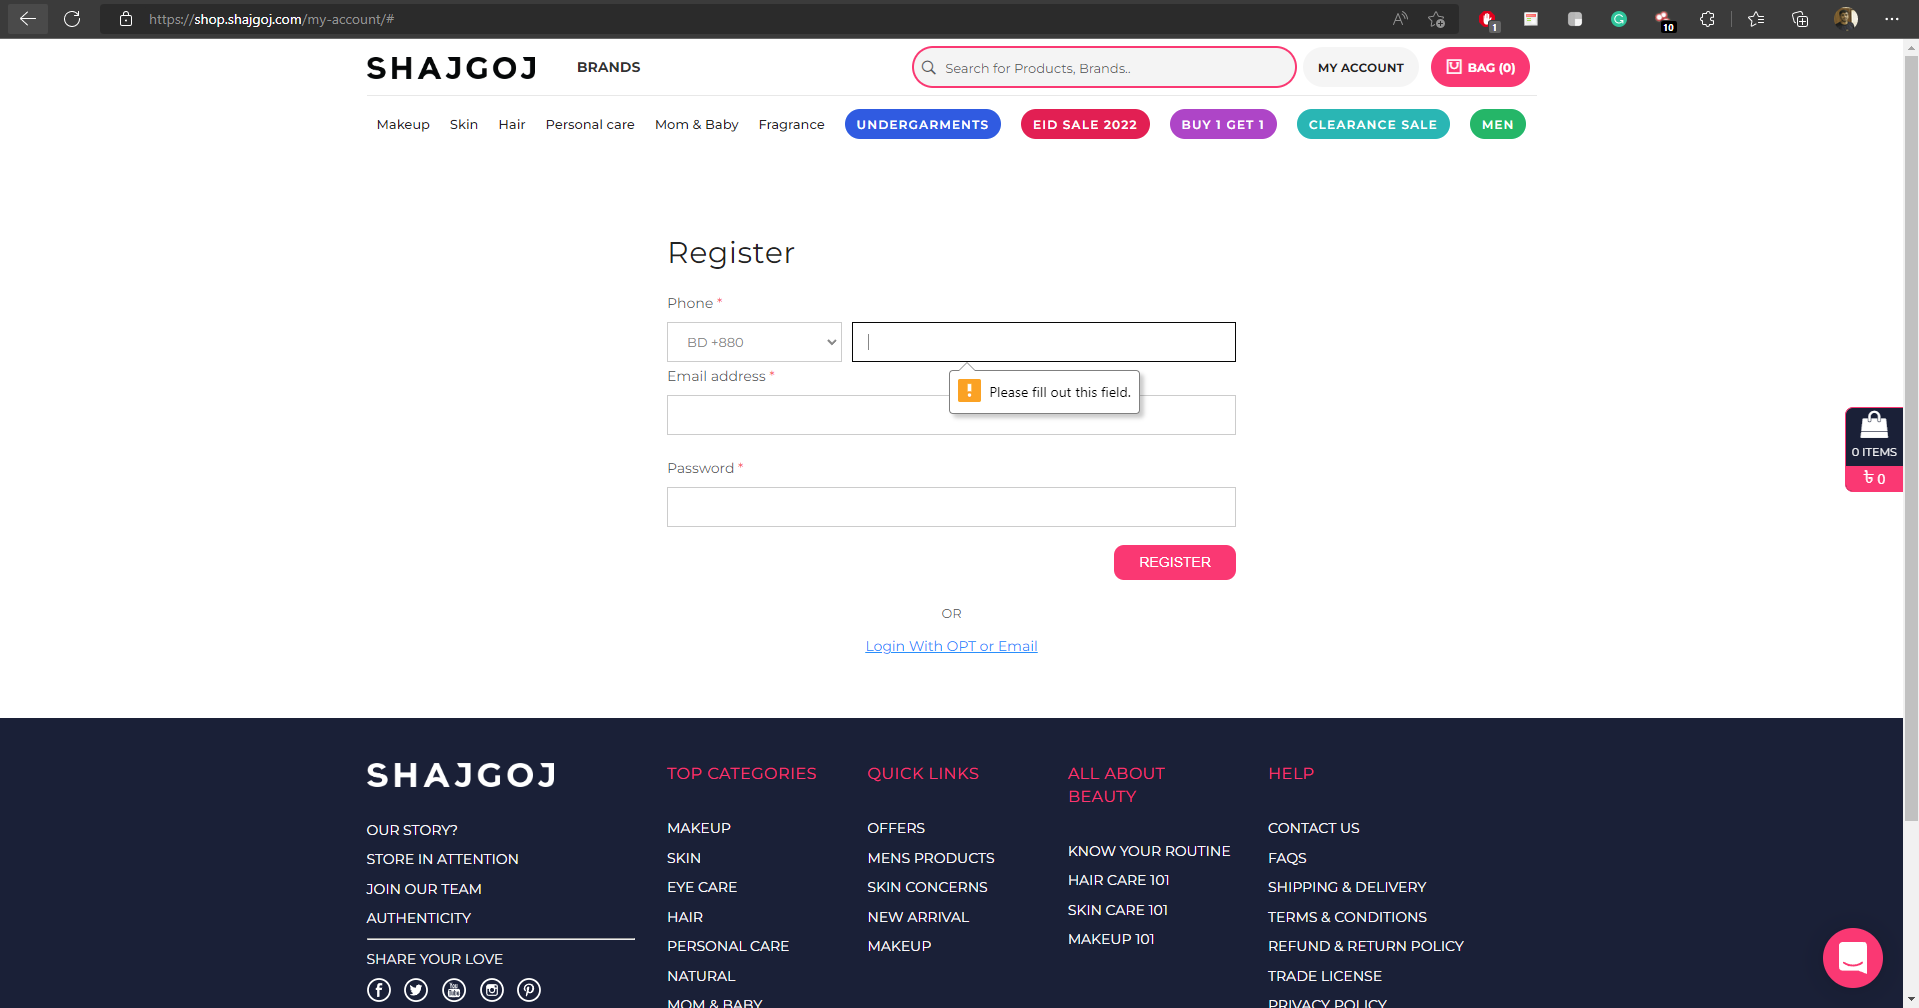 https://shop.shajgoj.com/my-account/#
1
10
SHAJGOJ
BRANDS
Search for Products, Brands..
MY ACCOUNT
BAG (0)
Makeup Skin Hair Personal care Mom & Baby Fragrance UNDERGARMENTS EID SALE 2022 BUY 1 GET 1 CLEARANCE SALE MEN
Register
Phone *
BD +880
Please fill out this field.
Email address *
Password *
REGISTER
OR
Login With OPT or Email
0 ITEMS
৳ 0
SHAJGOJ
OUR STORY?
STORE IN ATTENTION
JOIN OUR TEAM
AUTHENTICITY
SHARE YOUR LOVE
You
Tube
TOP CATEGORIES
MAKEUP
SKIN
EYE CARE
HAIR
PERSONAL CARE
NATURAL
MOM & BABY
QUICK LINKS
OFFERS
MENS PRODUCTS
SKIN CONCERNS
NEW ARRIVAL
MAKEUP
ALL ABOUT
BEAUTY
KNOW YOUR ROUTINE
HAIR CARE 101
SKIN CARE 101
MAKEUP 101
HELP
CONTACT US
FAQS
SHIPPING & DELIVERY
TERMS & CONDITIONS
REFUND & RETURN POLICY
TRADE LICENSE
PRIVACY POLICY